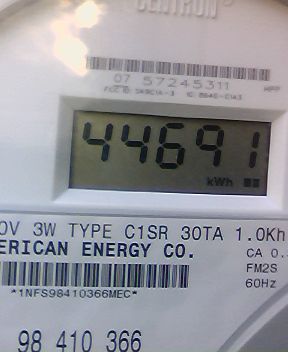 CENTRON
07 57245311
44691
kWh
0V 3W TYPE C1SR 30TA 1.0Kh
ERICAN ENERGY CO.
CA 0.
FM2S
*1NFS98410366MEC*
60Hz
98 410 366